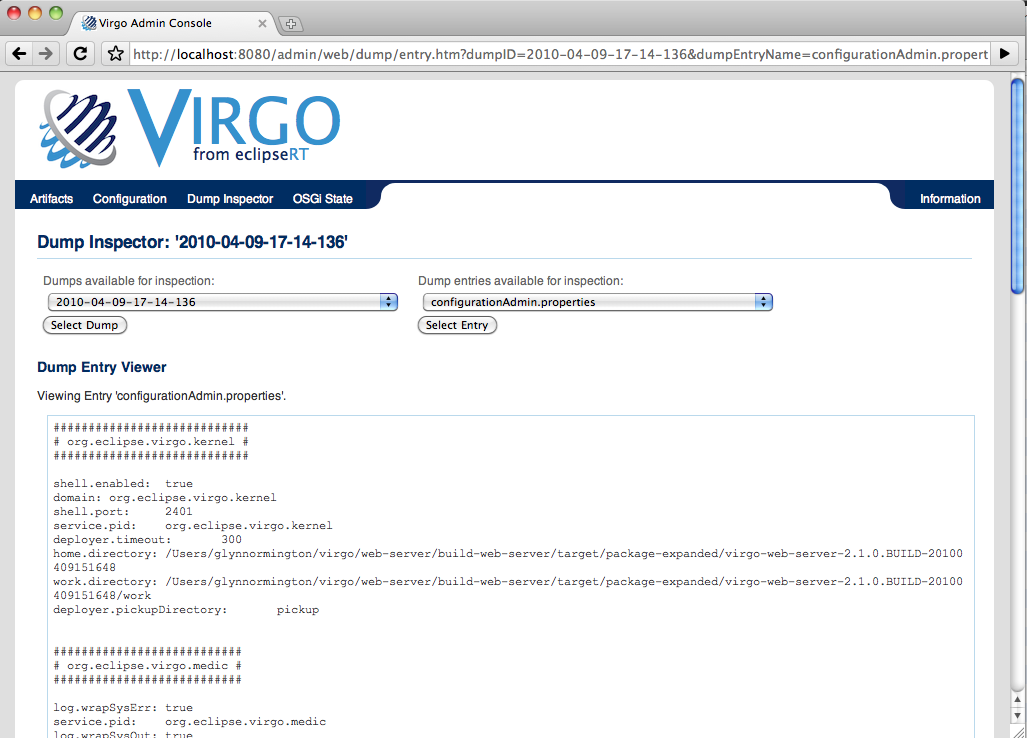 Virgo Admin Console
http://localhost:8080/admin/web/dump/entry.htm?dumpID=2010-04-09-17-14-136&dumpEntryName=configurationAdmin.propert
VIRGO
from eclipseRT
Artifacts Configuration Dump Inspector OSGi State Information
Dump Inspector: '2010-04-09-17-14-136'
Dumps available for inspection: Dump entries available for inspection:
2010-04-09-17-14-136 configurationAdmin.properties
Select Dump Select Entry
Dump Entry Viewer
Viewing Entry 'configurationAdmin.properties'.
############################
# org.eclipse.virgo.kernel #
############################
shell.enabled: true
domain: org.eclipse.virgo.kernel
shell.port: 2401
service.pid: org.eclipse.virgo.kernel
deployer.timeout: 300
home.directory: /Users/glynnormington/virgo/web-server/build-web-server/target/package-expanded/virgo-web-server-2.1.0.BUILD-20100
409151648
work.directory: /Users/glynnormington/virgo/web-server/build-web-server/target/package-expanded/virgo-web-server-2.1.0.BUILD-20100
409151648/work
deployer.pickupDirectory: pickup
###########################
# org.eclipse.virgo.medic #
###########################
log.wrapSysErr: true
service.pid: org.eclipse.virgo.medic
log.wrapSysOut: true